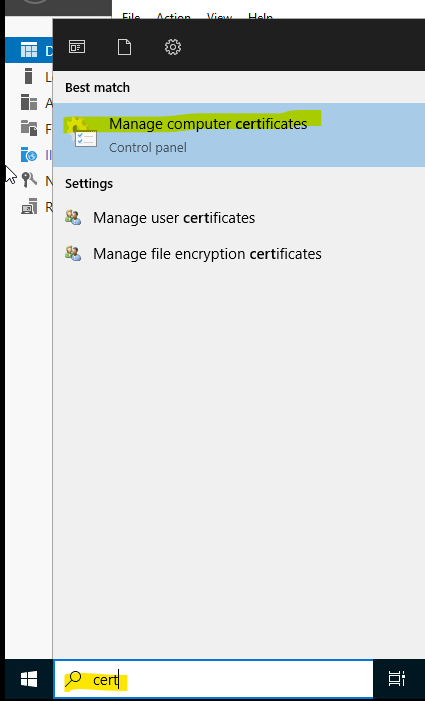 File Action View Help
Best match
Manage computer certificates
Control panel
Settings
Manage user certificates
Manage file encryption certificates
D
L
A
F
II
N
R
cert